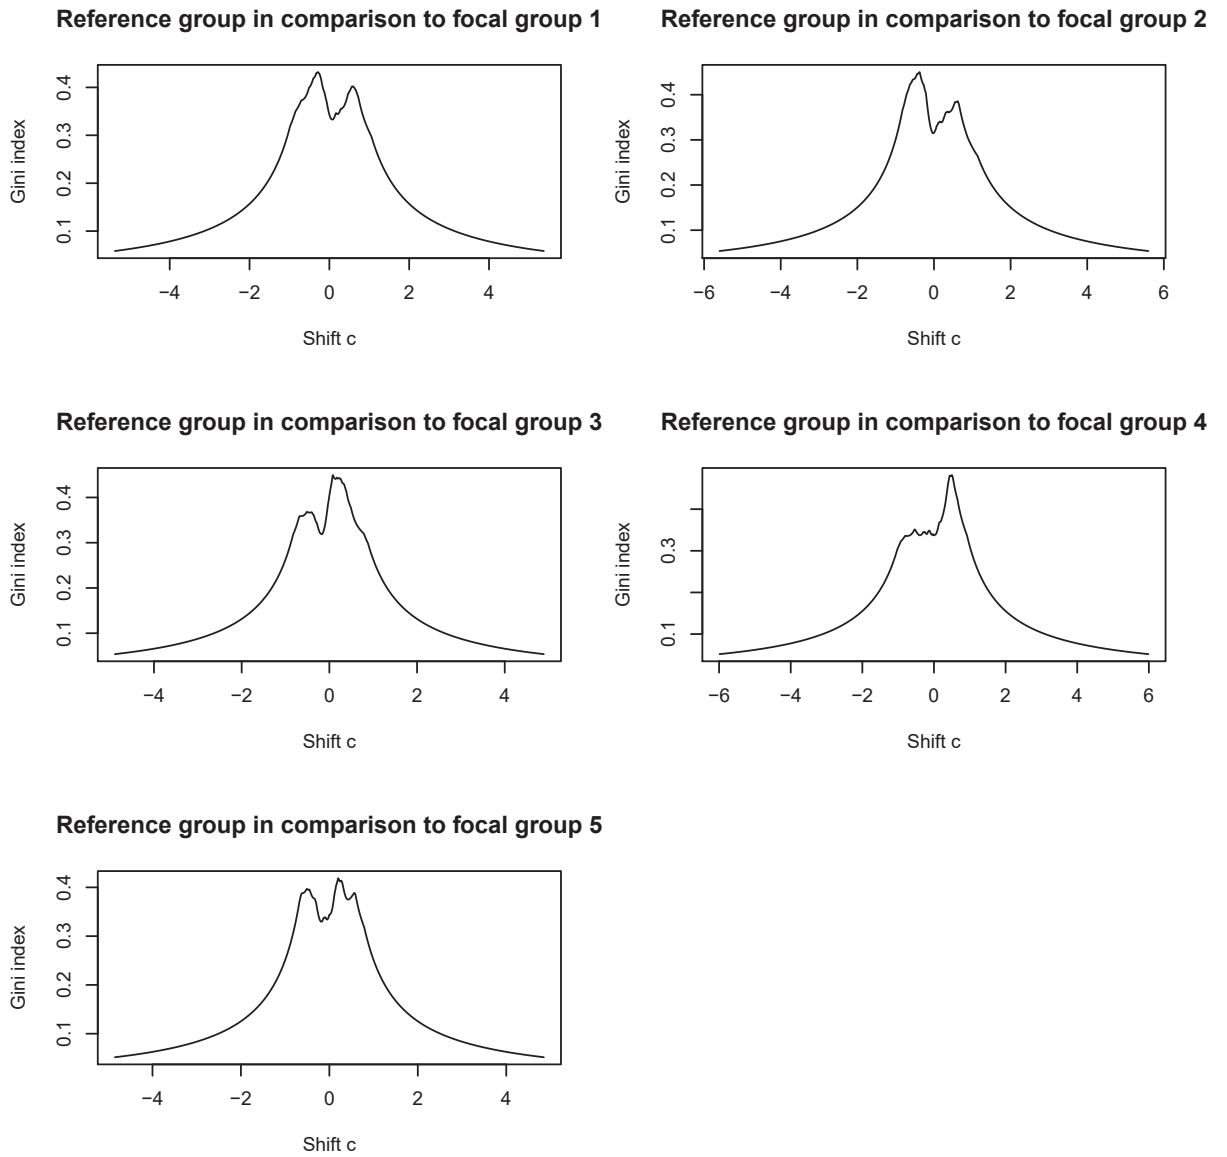 Reference group in comparison to focal group 1
Gini index
0.4
0.3
0.2
0.1
−4 −2 0 2 4
Shift c
Reference group in comparison to focal group 2
Gini index
0.4
0.3
0.2
0.1
−6 −4 −2 0 2 4 6
Shift c
Reference group in comparison to focal group 3
Gini index
0.4
0.3
0.2
0.1
−4 −2 0 2 4
Shift c
Reference group in comparison to focal group 4
Gini index
0.3
0.1
−6 −4 −2 0 2 4 6
Shift c
Reference group in comparison to focal group 5
Gini index
0.4
0.3
0.2
0.1
−4 −2 0 2 4
Shift c